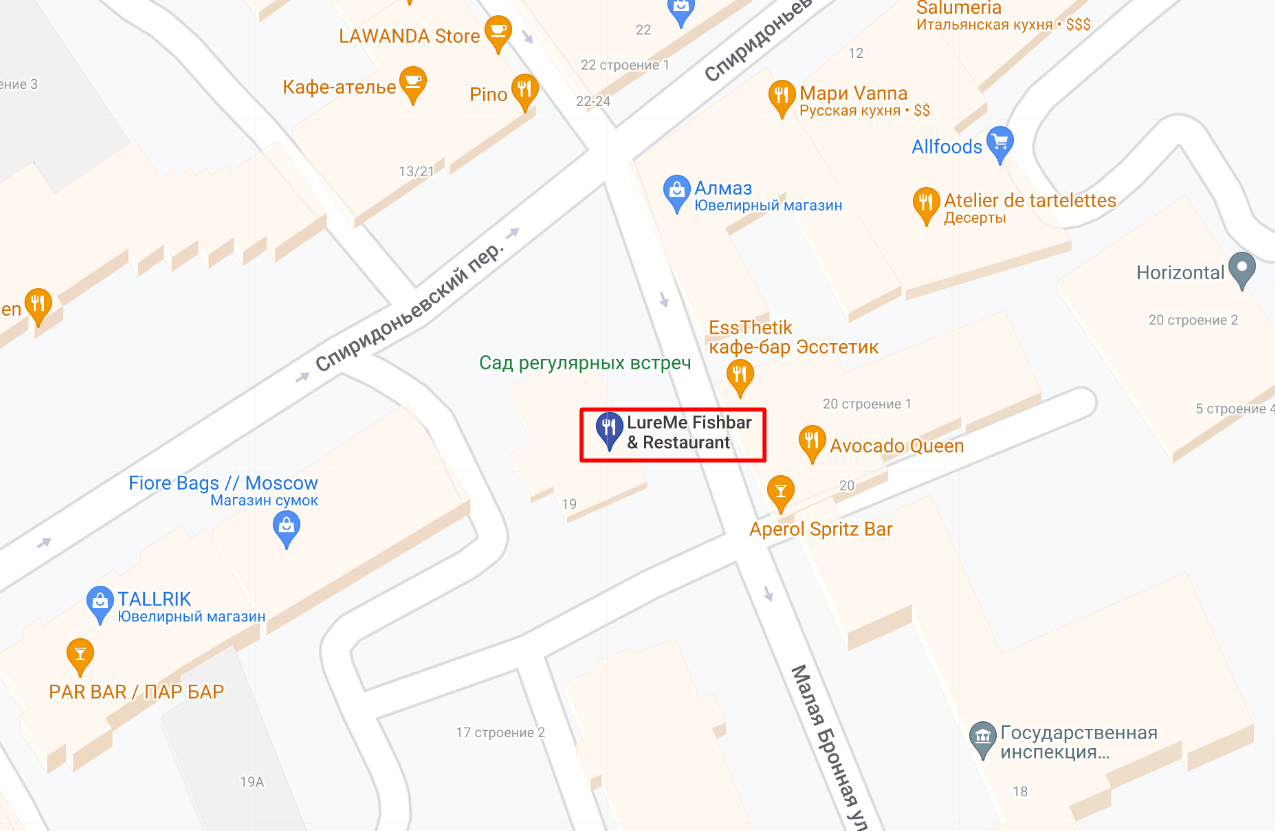 Salumeria
Итальянская кухня • $$$
LAWANDA Store
22
12
22 строение 1
Спиридоньев
ение 3
Кафе-ателье
Pino
22-24
Мари Vanna
Русская кухня • $$
Allfoods
13/21
Алмаз
Ювелирный магазин
Atelier de tartelettes
Десерты
Horizontal
20 строение 2
en
Спиридоньевский пер.
EssThetik
кафе-бар Эсстетик
Сад регулярных встреч
20 строение 1
5 строение 4
LureMe Fishbar
& Restaurant
Avocado Queen
Fiore Bags // Moscow
Магазин сумок
20
19
Aperol Spritz Bar
TALLRIK
Ювелирный магазин
PAR BAR / ПАР БАР
Малая Бронная ул
17 строение 2
Государственная
инспекция...
19А
18